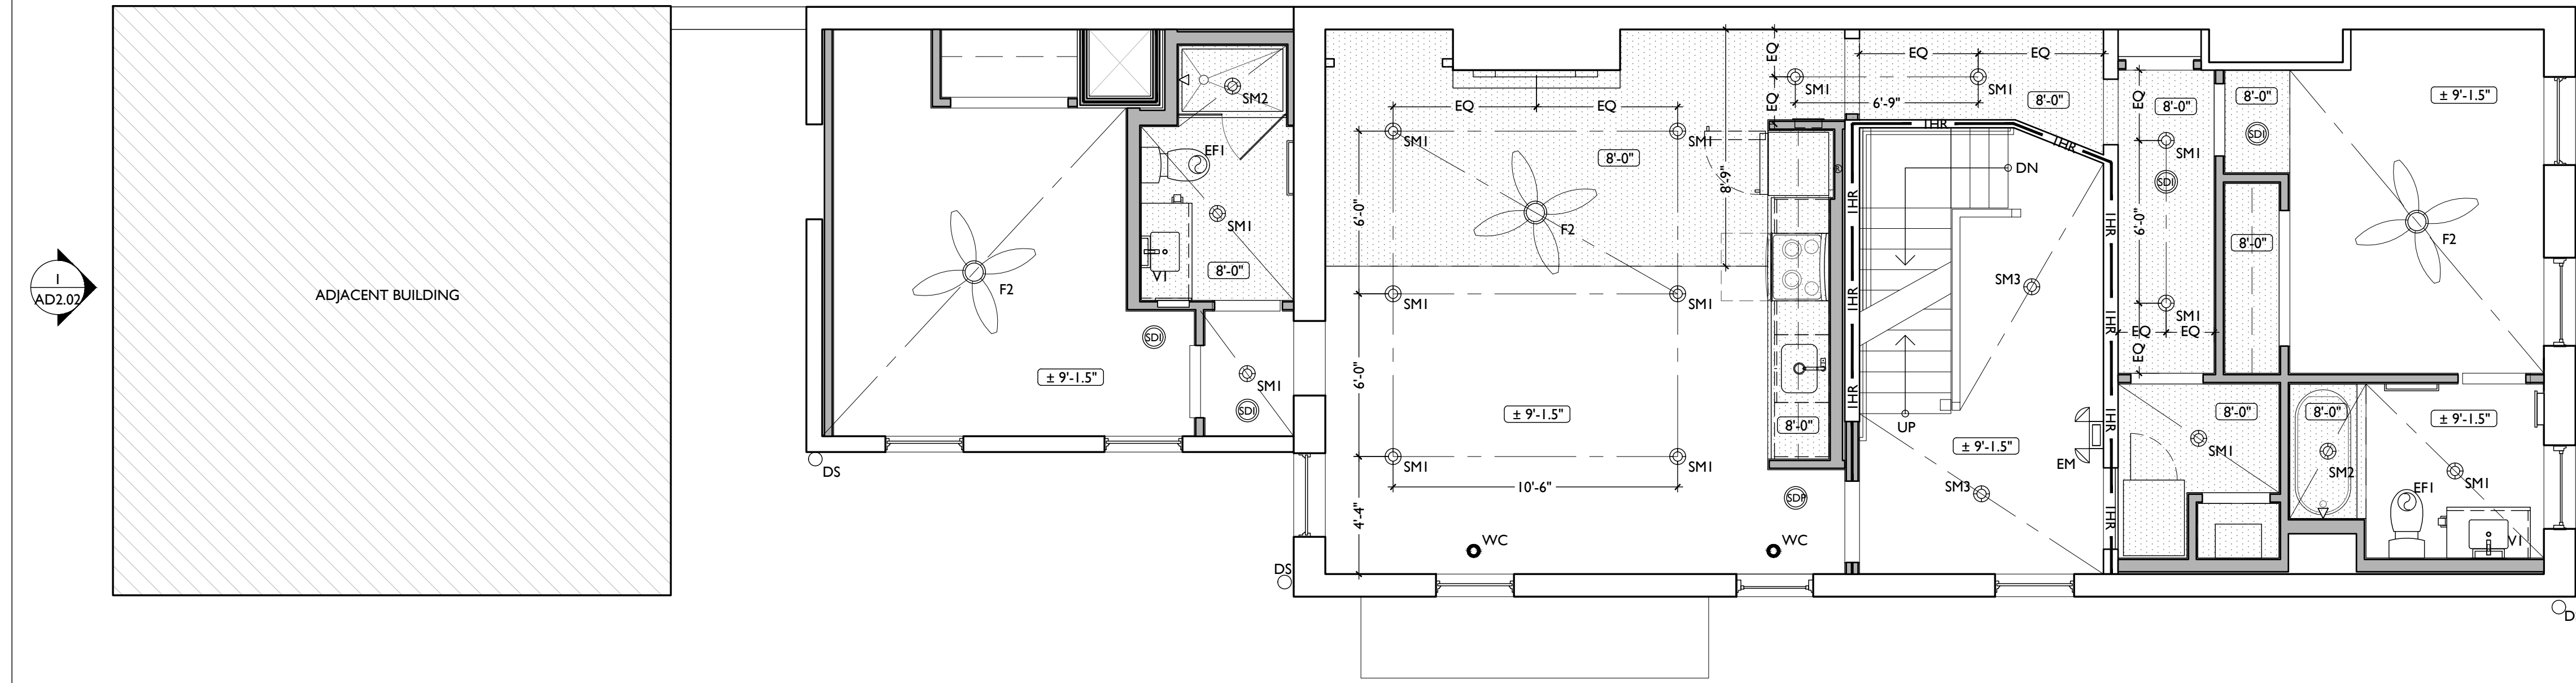 1
AD2.02
ADJACENT BUILDING
SM2
EF1
SM1
V1
8'-0"
F2
SD1
± 9'-1.5"
SM1
SD1
DS
DS
EQ
EQ
SM1
SM1
8'-0"
F2
6'-0"
8'-9"
SM1
SM1
6'-0"
± 9'-1.5"
SM1
SM1
10'-6"
4'-4"
WC
WC
EQ
EQ
SM1
6'-9"
EQ
EQ
SM1
8'-0"
8'-0"
SDP
1HR
1HR
1HR
1HR
1HR
1HR
1HR
1HR
1HR
1HR
DN
UP
SM3
± 9'-1.5"
SM3
EM
EQ
8'-0"
SM1
SD1
6'-0"
SM1
EQ
EQ
EQ
8'-0"
SD1
8'-0"
± 9'-1.5"
F2
8'-0"
SM1
8'-0"
SM2
± 9'-1.5"
SM1
EF1
V1
D